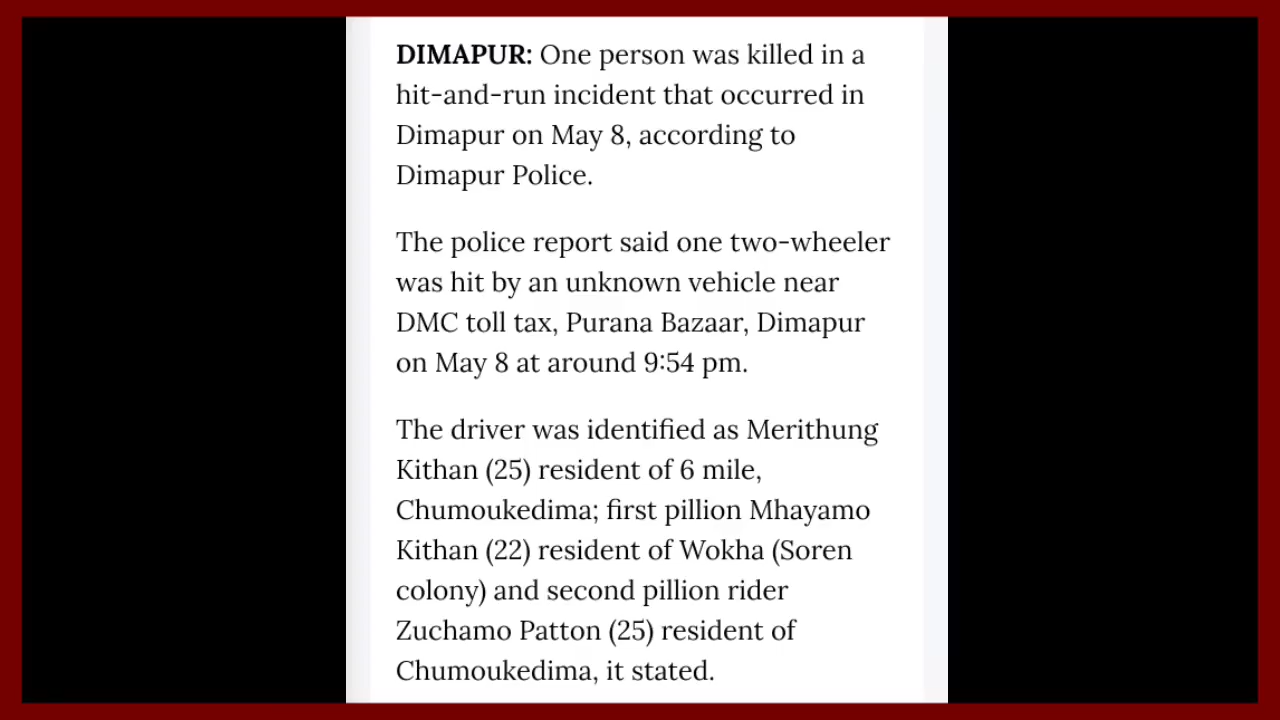 DIMAPUR: One person was killed in a
hit-and-run incident that occurred in
Dimapur on May 8, according to
Dimapur Police.
The police report said one two-wheeler
was hit by an unknown vehicle near
DMC toll tax, Purana Bazaar, Dimapur
on May 8 at around 9:54 pm.
The driver was identified as Merithung
Kithan (25) resident of 6 mile,
Chumoukedima; first pillion Mhayamo
Kithan (22) resident of Wokha (Soren
colony) and second pillion rider
Zuchamo Patton (25) resident of
Chumoukedima, it stated.